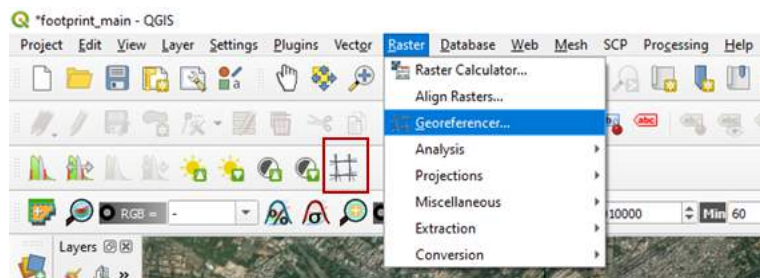 *footprint_main - QGIS
Project Edit View Layer Settings Plugins Vector Raster Database Web Mesh SCP Processing Help
Raster Calculator...
Align Rasters...
abc
Georeferencer...
Analysis
Projections
Miscellaneous
RGB = -
10000
Min 60
Extraction
Layers
Conversion